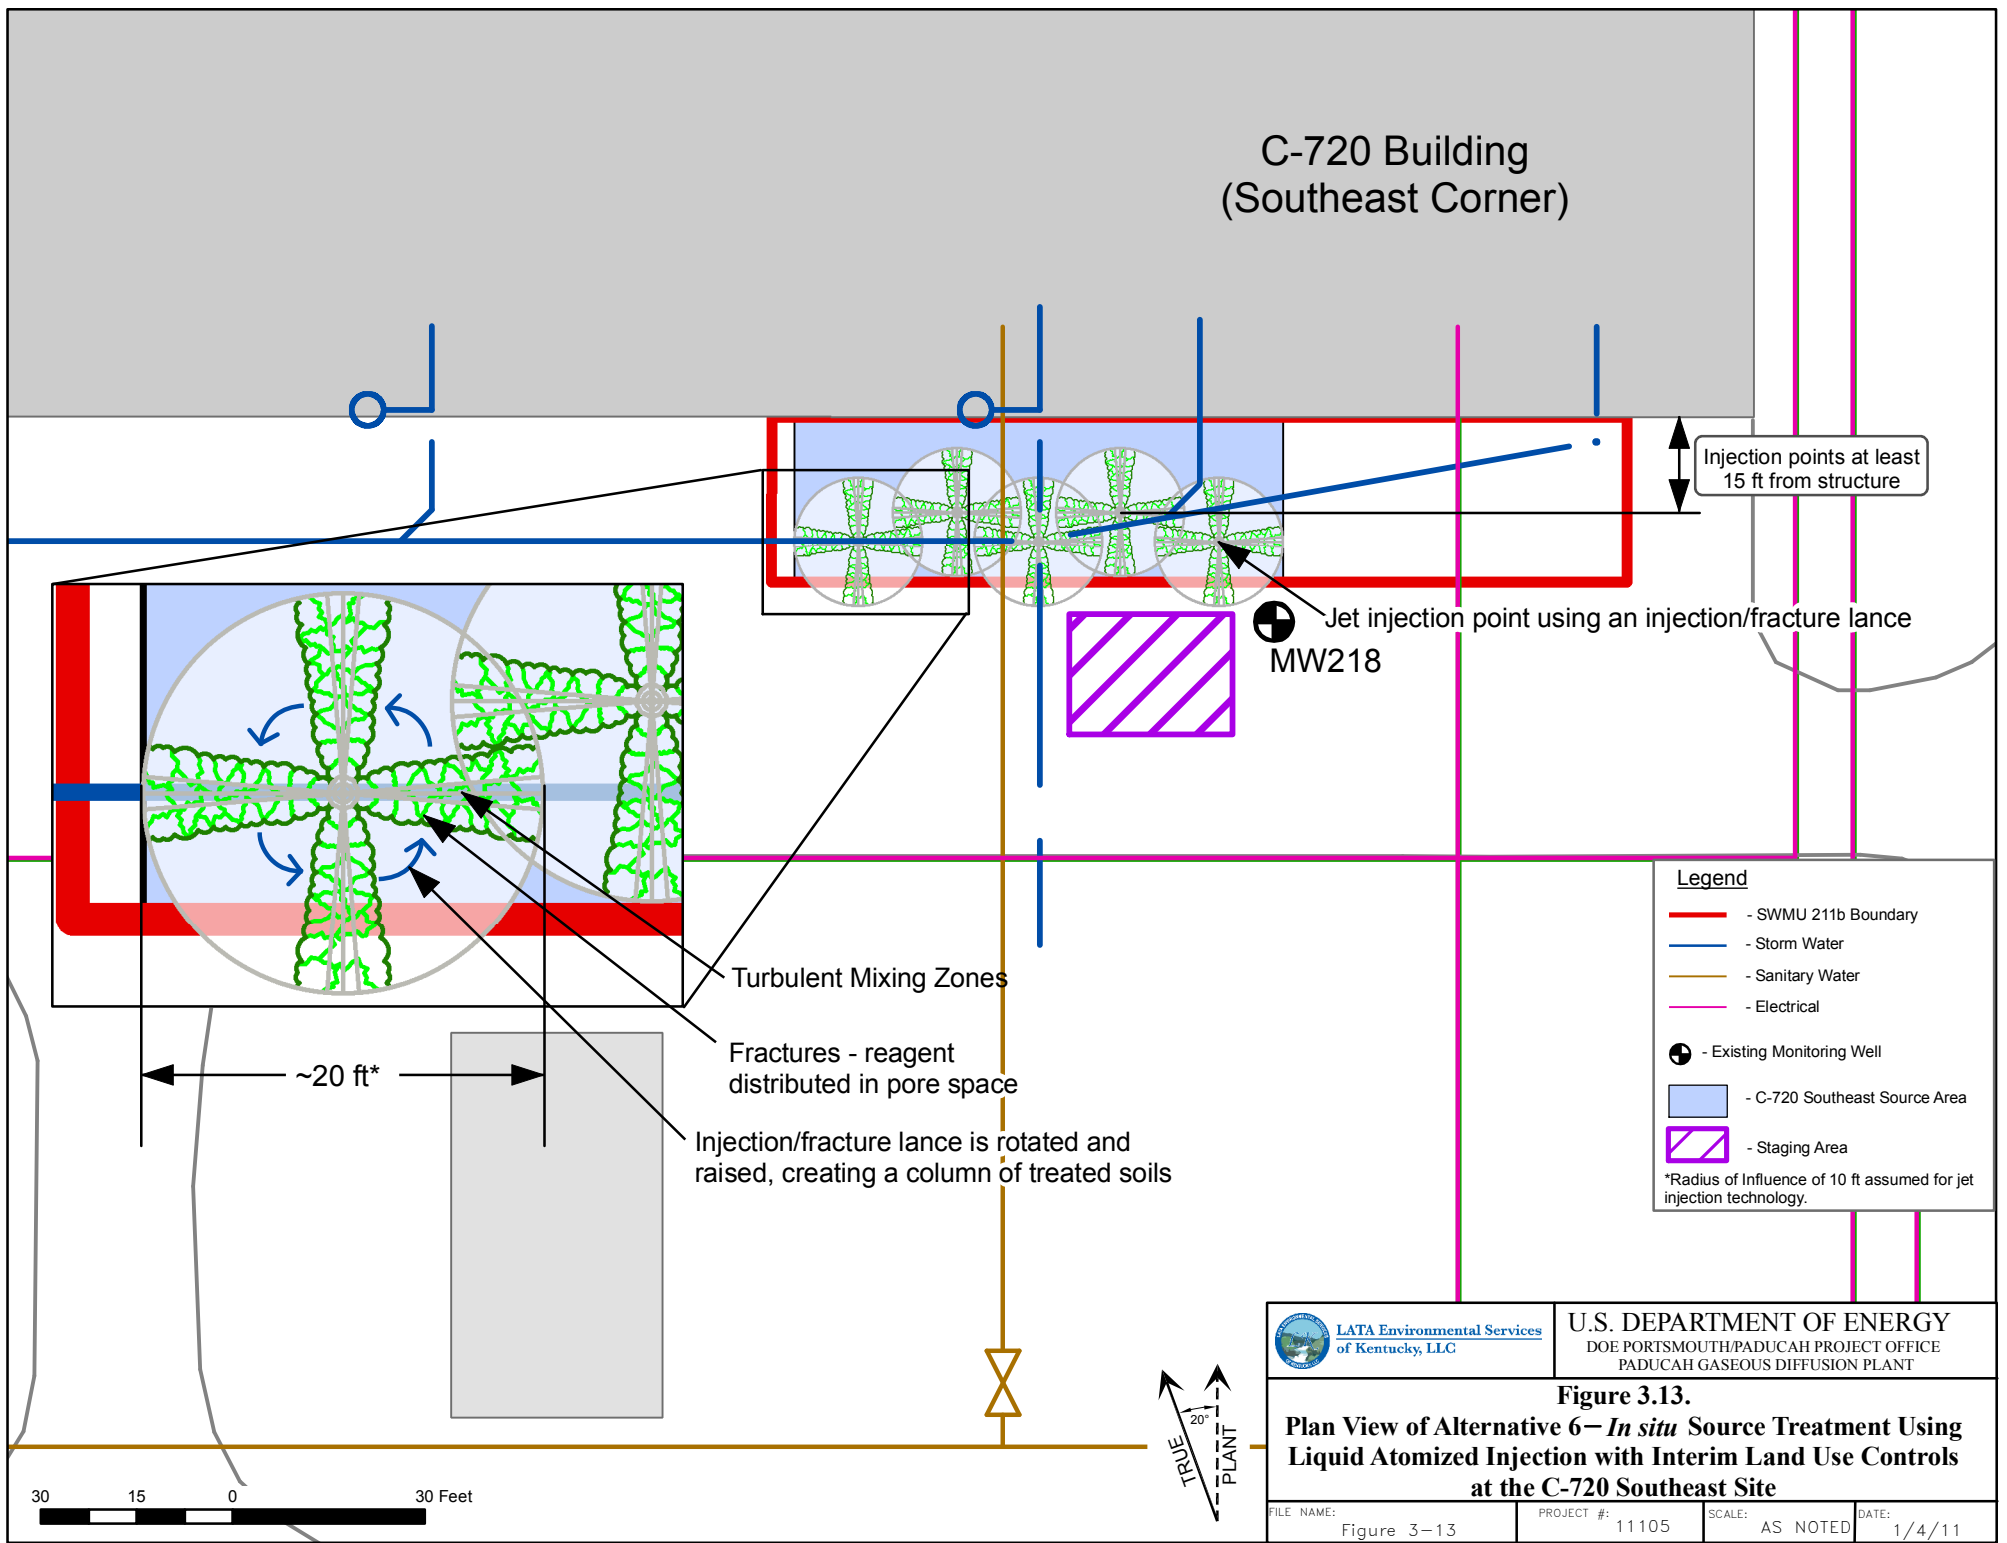 C-720 Building
(Southeast Corner)
Injection points at least
15 ft from structure
Jet injection point using an injection/fracture lance
MW218
Turbulent Mixing Zones
Fractures - reagent
distributed in pore space
~20 ft*
Injection/fracture lance is rotated and
raised, creating a column of treated soils
Legend
- SWMU 211b Boundary
- Storm Water
- Sanitary Water
- Electrical
- Existing Monitoring Well
- C-720 Southeast Source Area
- Staging Area
*Radius of Influence of 10 ft assumed for jet
injection technology.
30 15 0 30 Feet
20°
TRUE
PLANT
LATA Environmental Services
of Kentucky, LLC
U.S. DEPARTMENT OF ENERGY
DOE PORTSMOUTH/PADUCAH PROJECT OFFICE
PADUCAH GASEOUS DIFFUSION PLANT
Figure 3.13.
Plan View of Alternative 6—In situ Source Treatment Using
Liquid Atomized Injection with Interim Land Use Controls
at the C-720 Southeast Site
FILE NAME: Figure 3-13
PROJECT #: 11105
SCALE: AS NOTED
DATE: 1/4/11